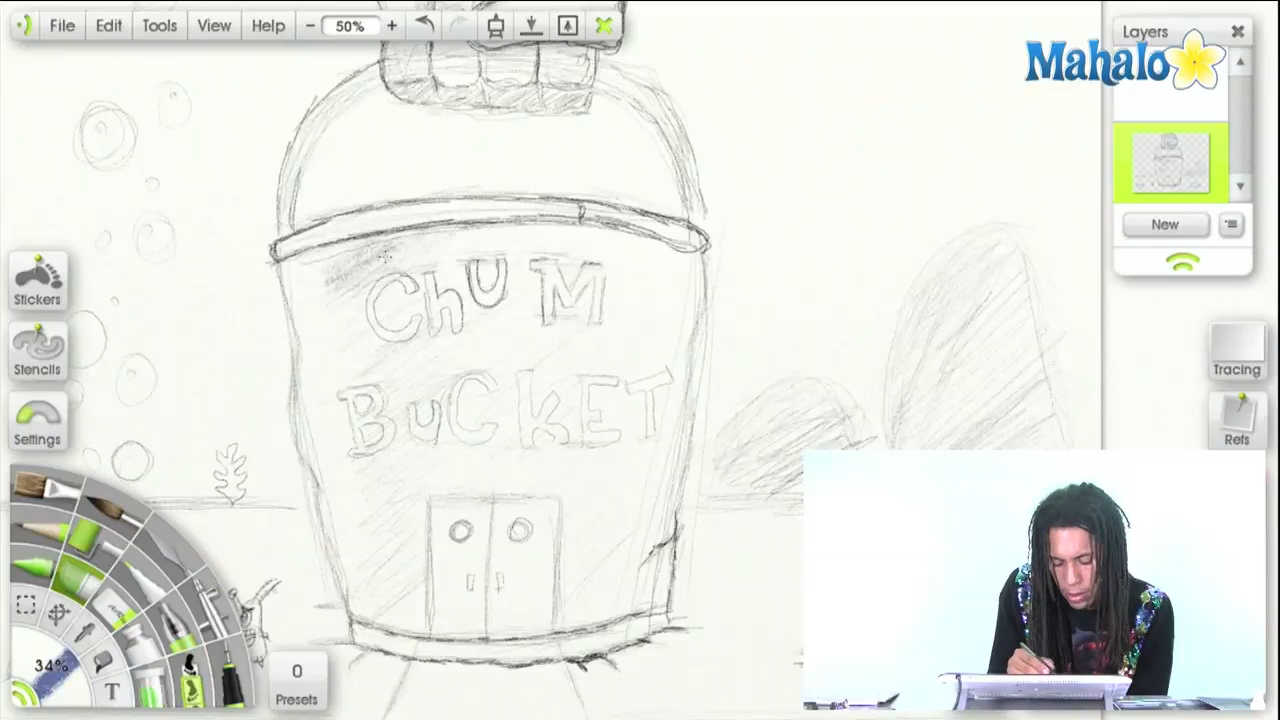 File Edit Tools View Help − 50% +
Layers
Mahalo
New
ChUM
BUCKET
Stickers
Stencils
Settings
Tracing
Refs
34%
T
0
Presets